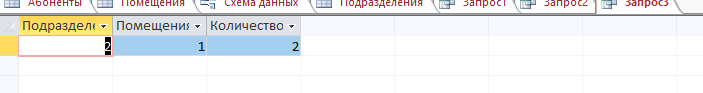 Абоненты Помещения Схема данных Подразделения Запрос1 Запрос2 Запрос3
Подразделе Помещения Количество
2 1 2